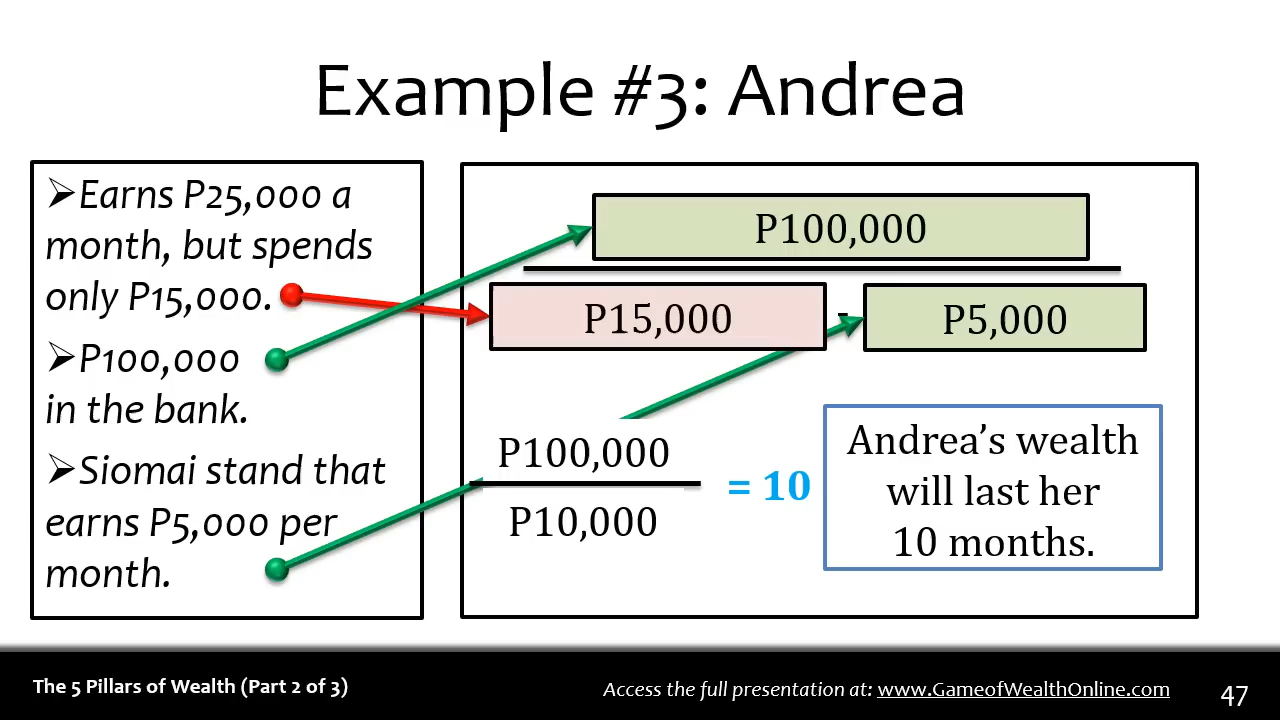 Example #3: Andrea
➢Earns P25,000 a
month, but spends
only P15,000.
➢P100,000
in the bank.
➢Siomai stand that
earns P5,000 per
month.
P100,000
P15,000 - P5,000
P100,000
P10,000
= 10
Andrea’s wealth
will last her
10 months.
The 5 Pillars of Wealth (Part 2 of 3)
Access the full presentation at: www.GameofWealthOnline.com
47